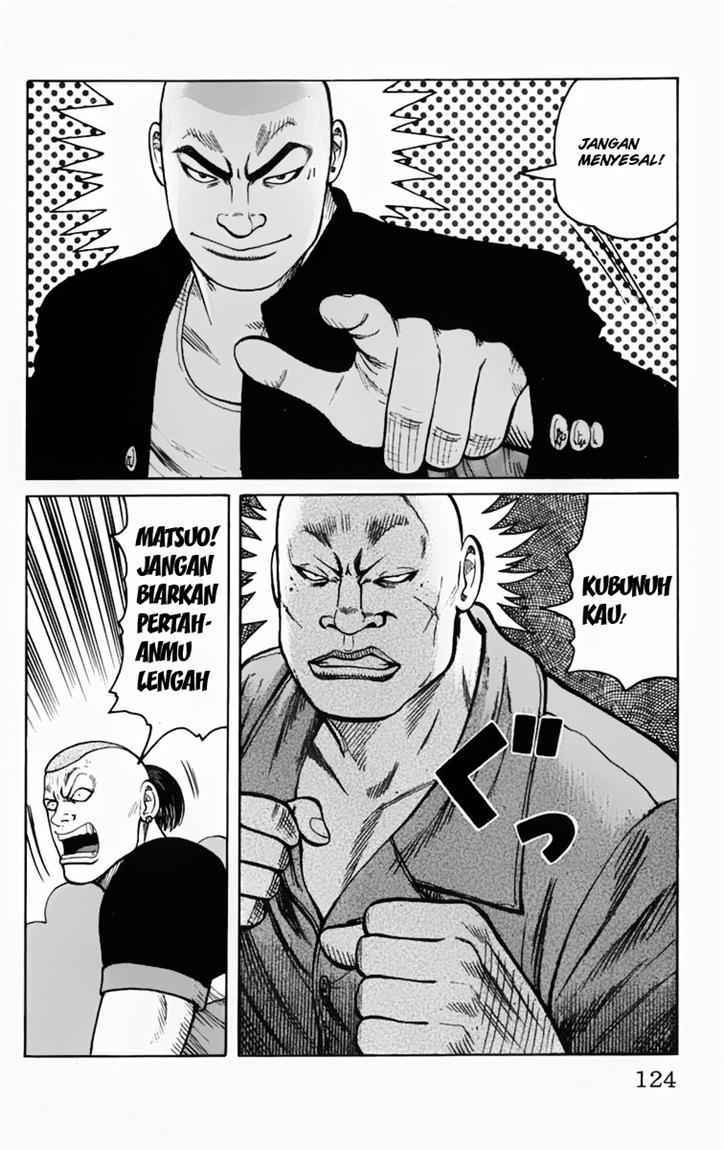 JANGAN
MENYESAL!
KUBUNUH
KAU!
ぐっ
MATSUO!
JANGAN
BIARKAN
PERTAH-
ANMU
LENGAH
124